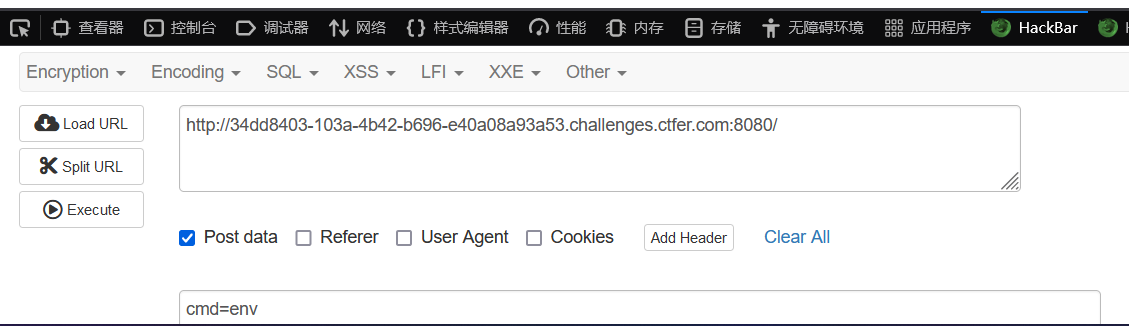 查看器 控制台 调试器 网络 样式编辑器 性能 内存 存储 无障碍环境 应用程序 HackBar
Encryption Encoding SQL XSS LFI XXE Other
Load URL
http://34dd8403-103a-4b42-b696-e40a08a93a53.challenges.ctfer.com:8080/
Split URL
Execute
Post data Referer User Agent Cookies Add Header Clear All
cmd=env